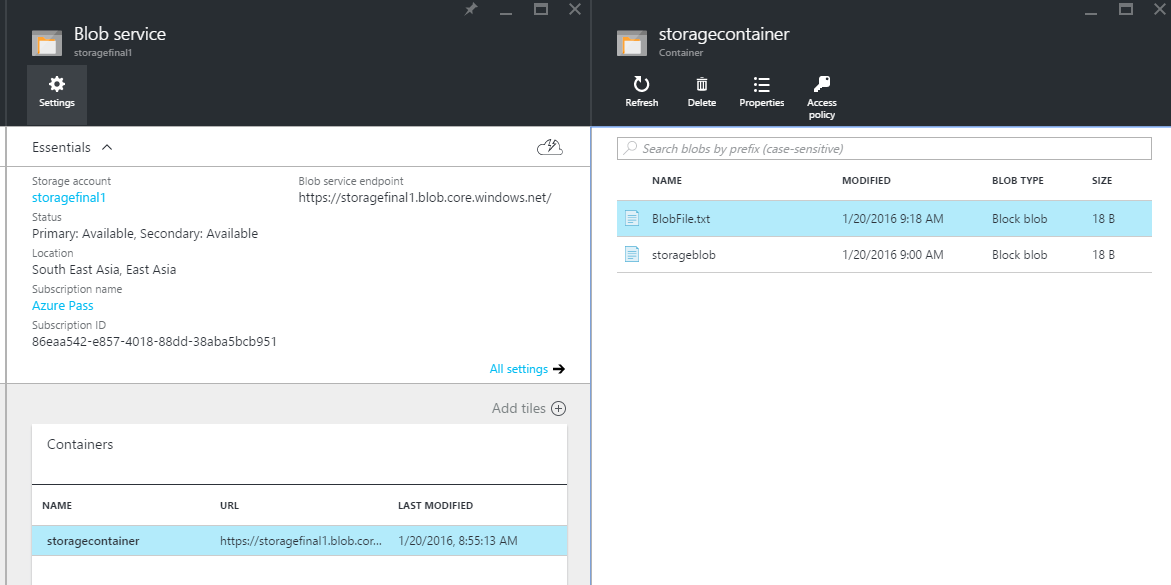 Blob service
storagefinal1
Settings
Essentials
Storage account
storagefinal1
Status
Primary: Available, Secondary: Available
Location
South East Asia, East Asia
Subscription name
Azure Pass
Subscription ID
86eaa542-e857-4018-88dd-38aba5bcb951
Blob service endpoint
https://storagefinal1.blob.core.windows.net/
All settings
Add tiles
Containers
NAME URL LAST MODIFIED
storagecontainer https://storagefinal1.blob.cor... 1/20/2016, 8:55:13 AM
storagecontainer
Container
Refresh
Delete
Properties
Access
policy
Search blobs by prefix (case-sensitive)
NAME MODIFIED BLOB TYPE SIZE
BlobFile.txt 1/20/2016 9:18 AM Block blob 18 B
storageblob 1/20/2016 9:00 AM Block blob 18 B